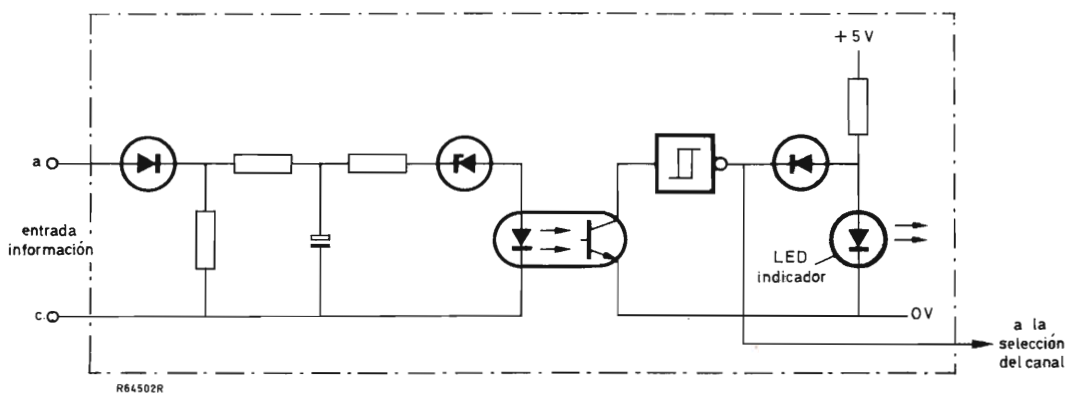 +5V
a
entrada
información
LED
indicador
c.
0V
a la
selección
del canal
R64502R